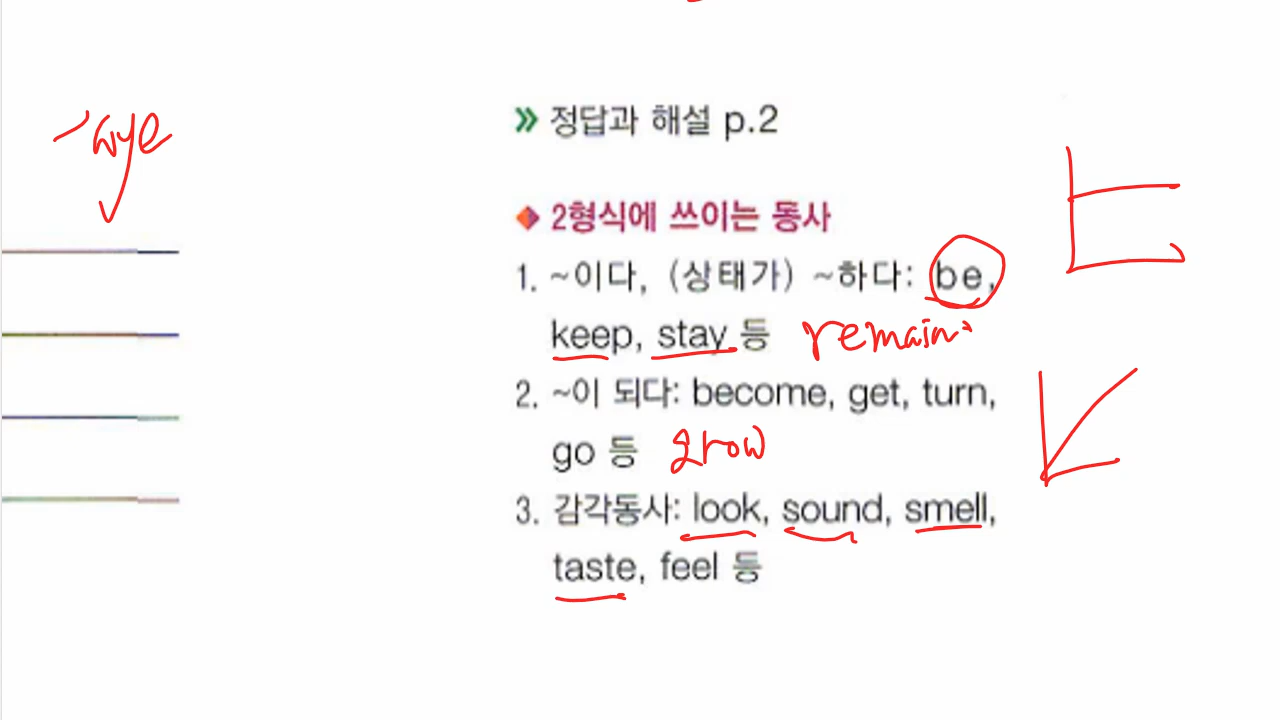 정답과 해설 p.2
2형식에 쓰이는 동사
1. ~이다, (상태가) ~하다: be,
keep, stay 등 remain
2. ~이 되다: become, get, turn,
go 등 grow
3. 감각동사: look, sound, smell,
taste, feel 등